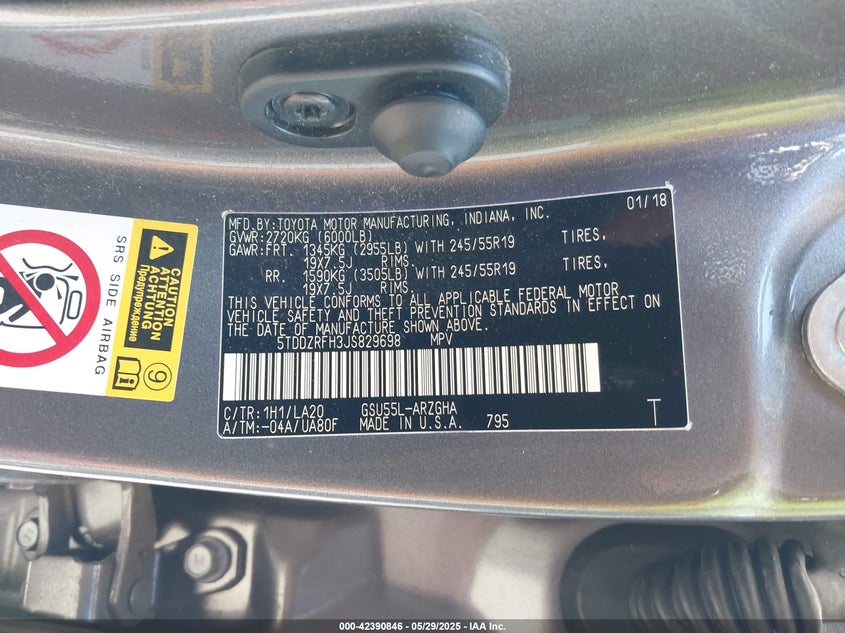 MFD.BY:TOYOTA MOTOR MANUFACTURING, INDIANA, INC. 01/18
GVWR:2720KG (6000LB)
GAWR:FRT. 1345KG (2955LB) WITH 245/55R19 TIRES,
19X7.5J RIMS.
RR. 1590KG (3505LB) WITH 245/55R19 TIRES,
19X7.5J RIMS.
THIS VEHICLE CONFORMS TO ALL APPLICABLE FEDERAL MOTOR
VEHICLE SAFETY AND THEFT PREVENTION STANDARDS IN EFFECT ON
THE DATE OF MANUFACTURE SHOWN ABOVE.
5TDDZRFH3JS829698 MPV
C/TR:1H1/LA20 GSU55L-ARZGHA
A/TM:-04A/UA80F MADE IN U.S.A. 795 T
SRS SIDE AIRBAG
CAUTION
ATTENTION
ACHTUNG
Предупреждение
9
000-42390846 - 05/29/2025 - IAA Inc.